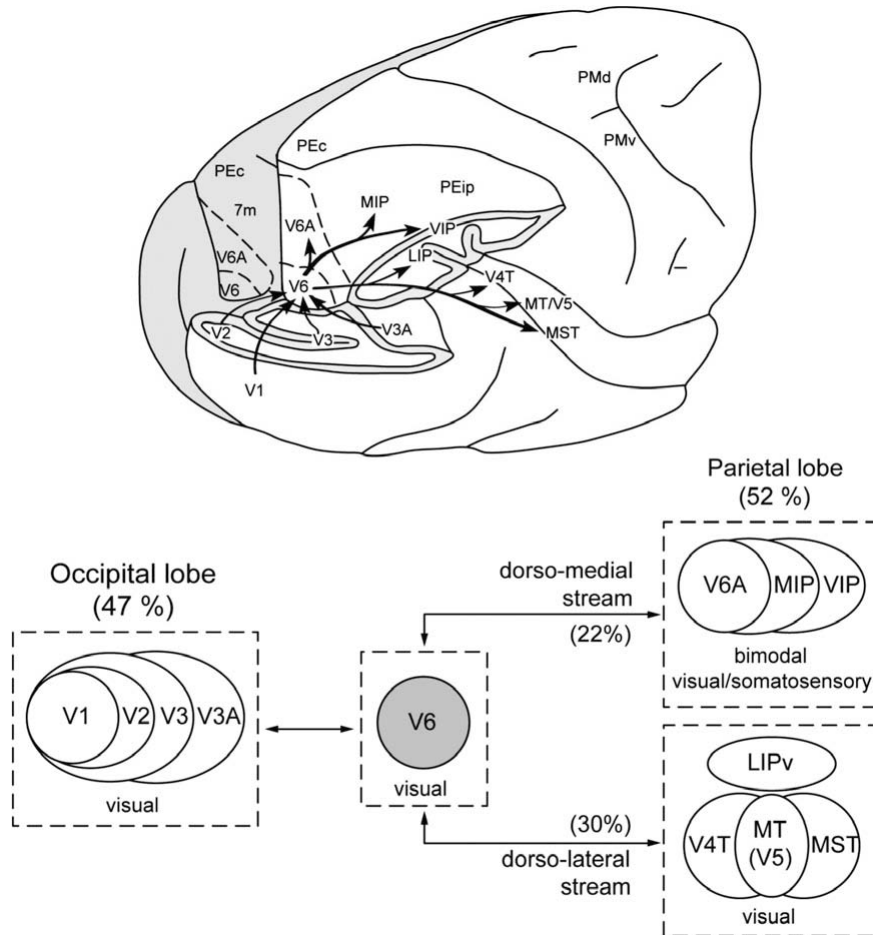 PMd
PMv
PEc
PEc
PEip
7m
MIP
V6A
VIP
V6A
LIP
V6
V6
V4T
MT/V5
V2
V3
V3A
MST
V1
Parietal lobe
(52 %)
Occipital lobe
(47 %)
dorso-medial
stream
(22%)
V6A MIP VIP
bimodal
visual/somatosensory
V1 V2 V3 V3A
visual
V6
visual
LIPv
(30%)
dorso-lateral
stream
V4T MT (V5) MST
visual